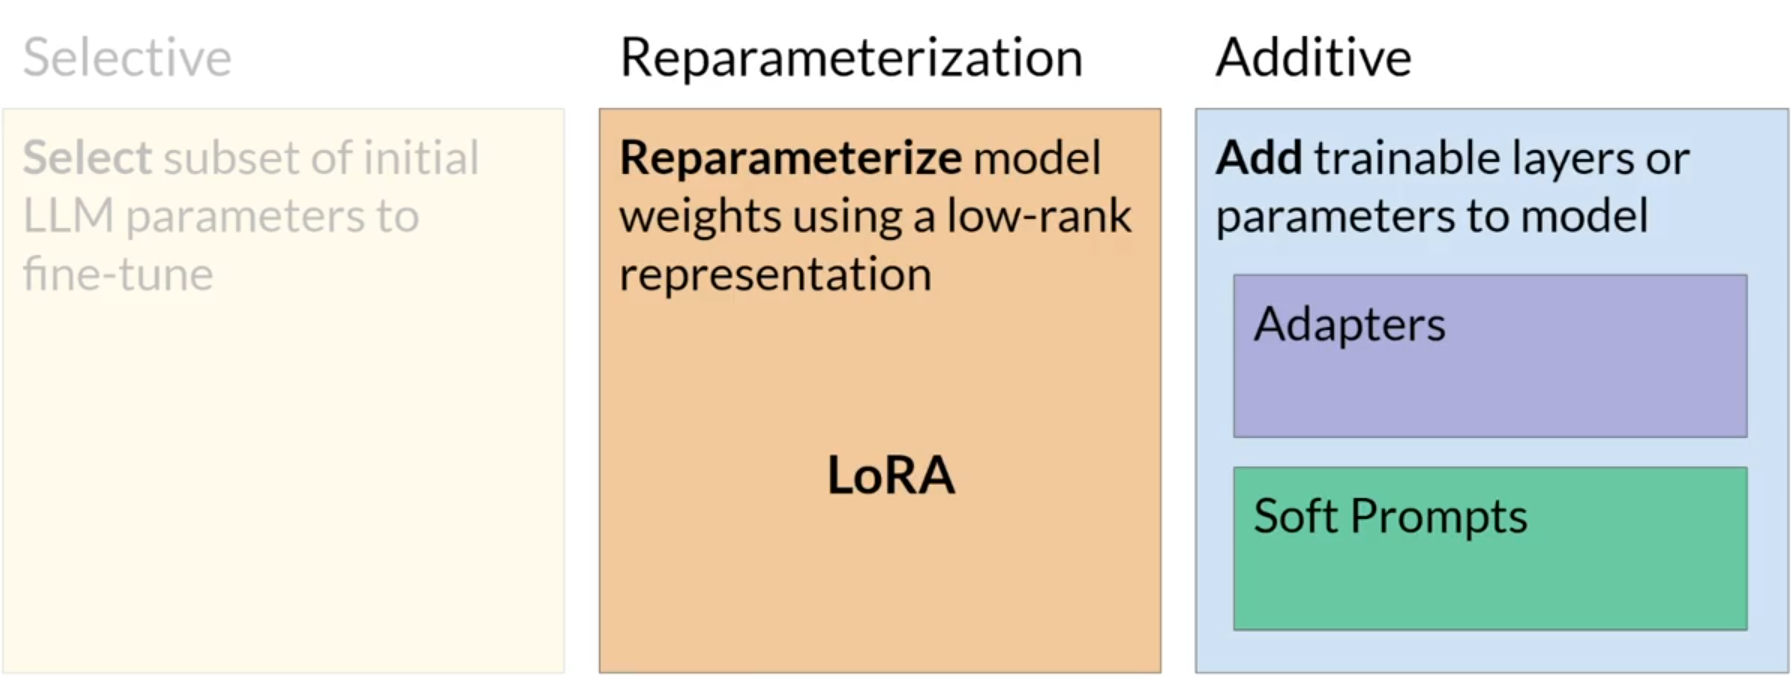 Selective
Select subset of initial
LLM parameters to
fine-tune
Reparameterization
Reparameterize model
weights using a low-rank
representation
LoRA
Additive
Add trainable layers or
parameters to model
Adapters
Soft Prompts